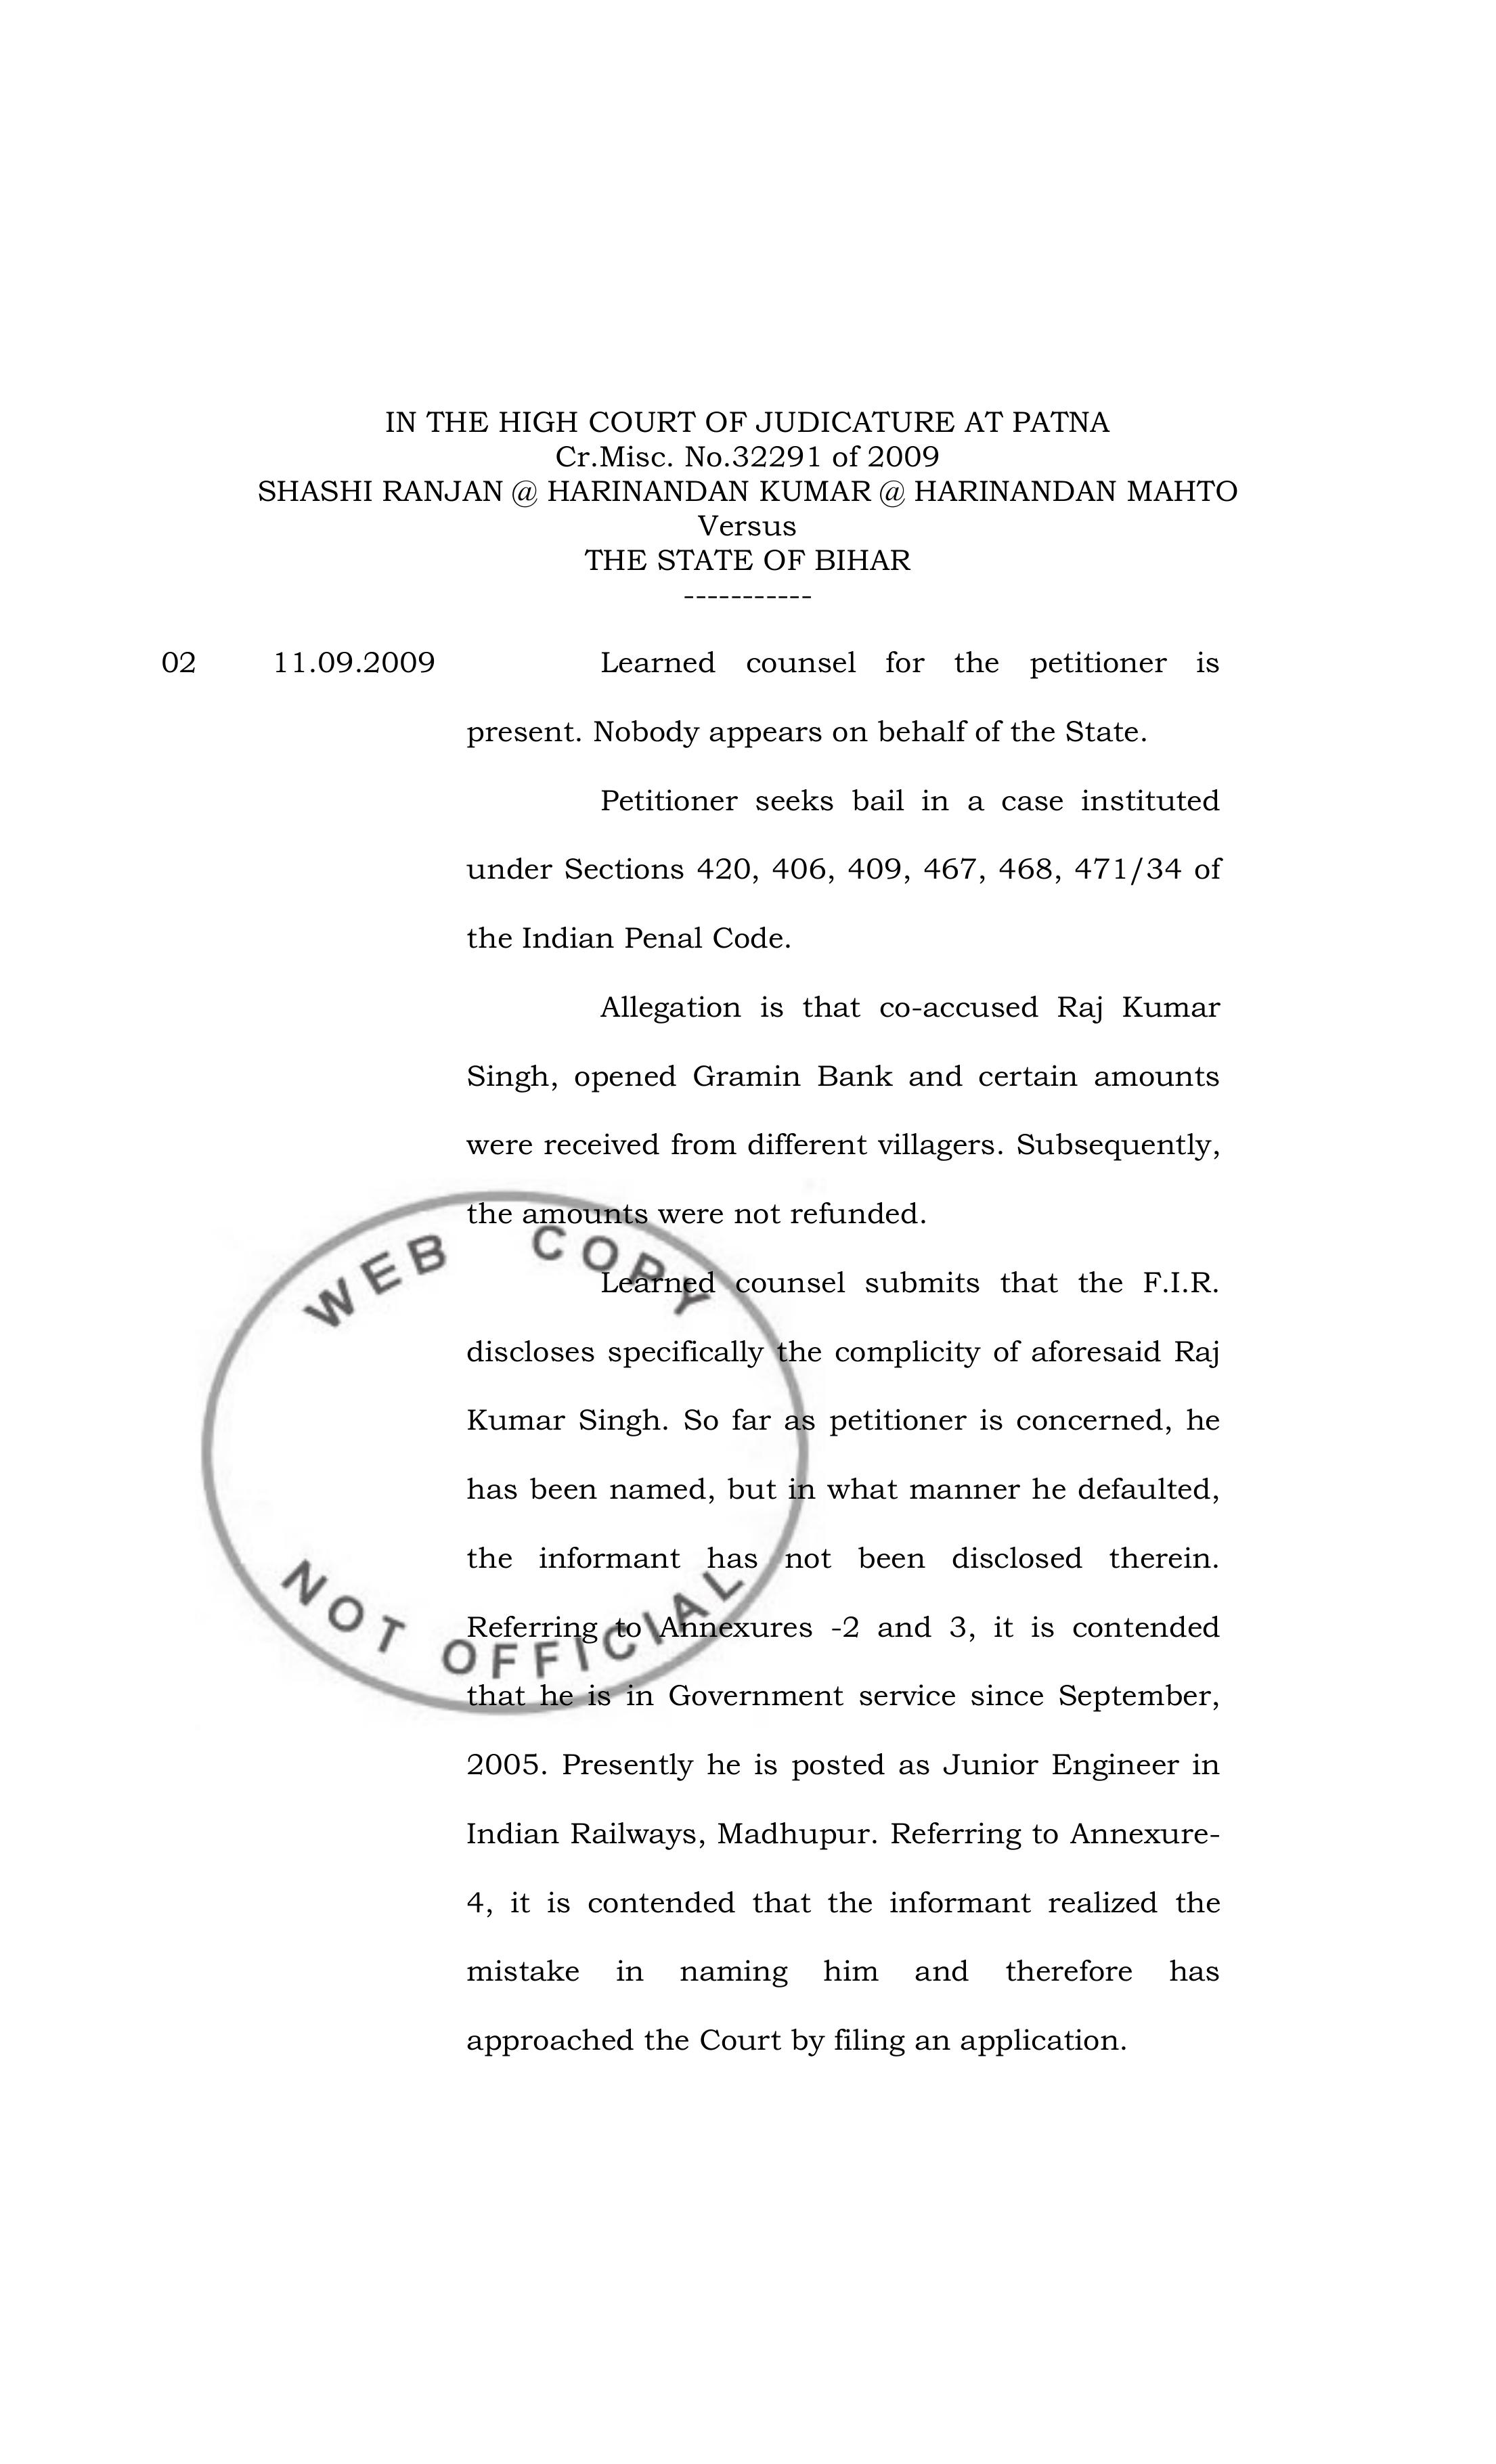 IN THE HIGH COURT OF JUDICATURE AT PATNA
Cr.Misc. No.32291 of 2009
SHASHI RANJAN @ HARINANDAN KUMAR @ HARINANDAN MAHTO
Versus
THE STATE OF BIHAR
-----------
02 11.09.2009 Learned counsel for the petitioner is
present. Nobody appears on behalf of the State.
Petitioner seeks bail in a case instituted
under Sections 420, 406, 409, 467, 468, 471/34 of
the Indian Penal Code.
Allegation is that co-accused Raj Kumar
Singh, opened Gramin Bank and certain amounts
were received from different villagers. Subsequently,
the amounts were not refunded.
WEB COPY
Learned counsel submits that the F.I.R.
discloses specifically the complicity of aforesaid Raj
Kumar Singh. So far as petitioner is concerned, he
has been named, but in what manner he defaulted,
the informant has not been disclosed therein.
Referring to Annexures -2 and 3, it is contended
NOT OFFICIAL
that he is in Government service since September,
2005. Presently he is posted as Junior Engineer in
Indian Railways, Madhupur. Referring to Annexure-
4, it is contended that the informant realized the
mistake in naming him and therefore has
approached the Court by filing an application.